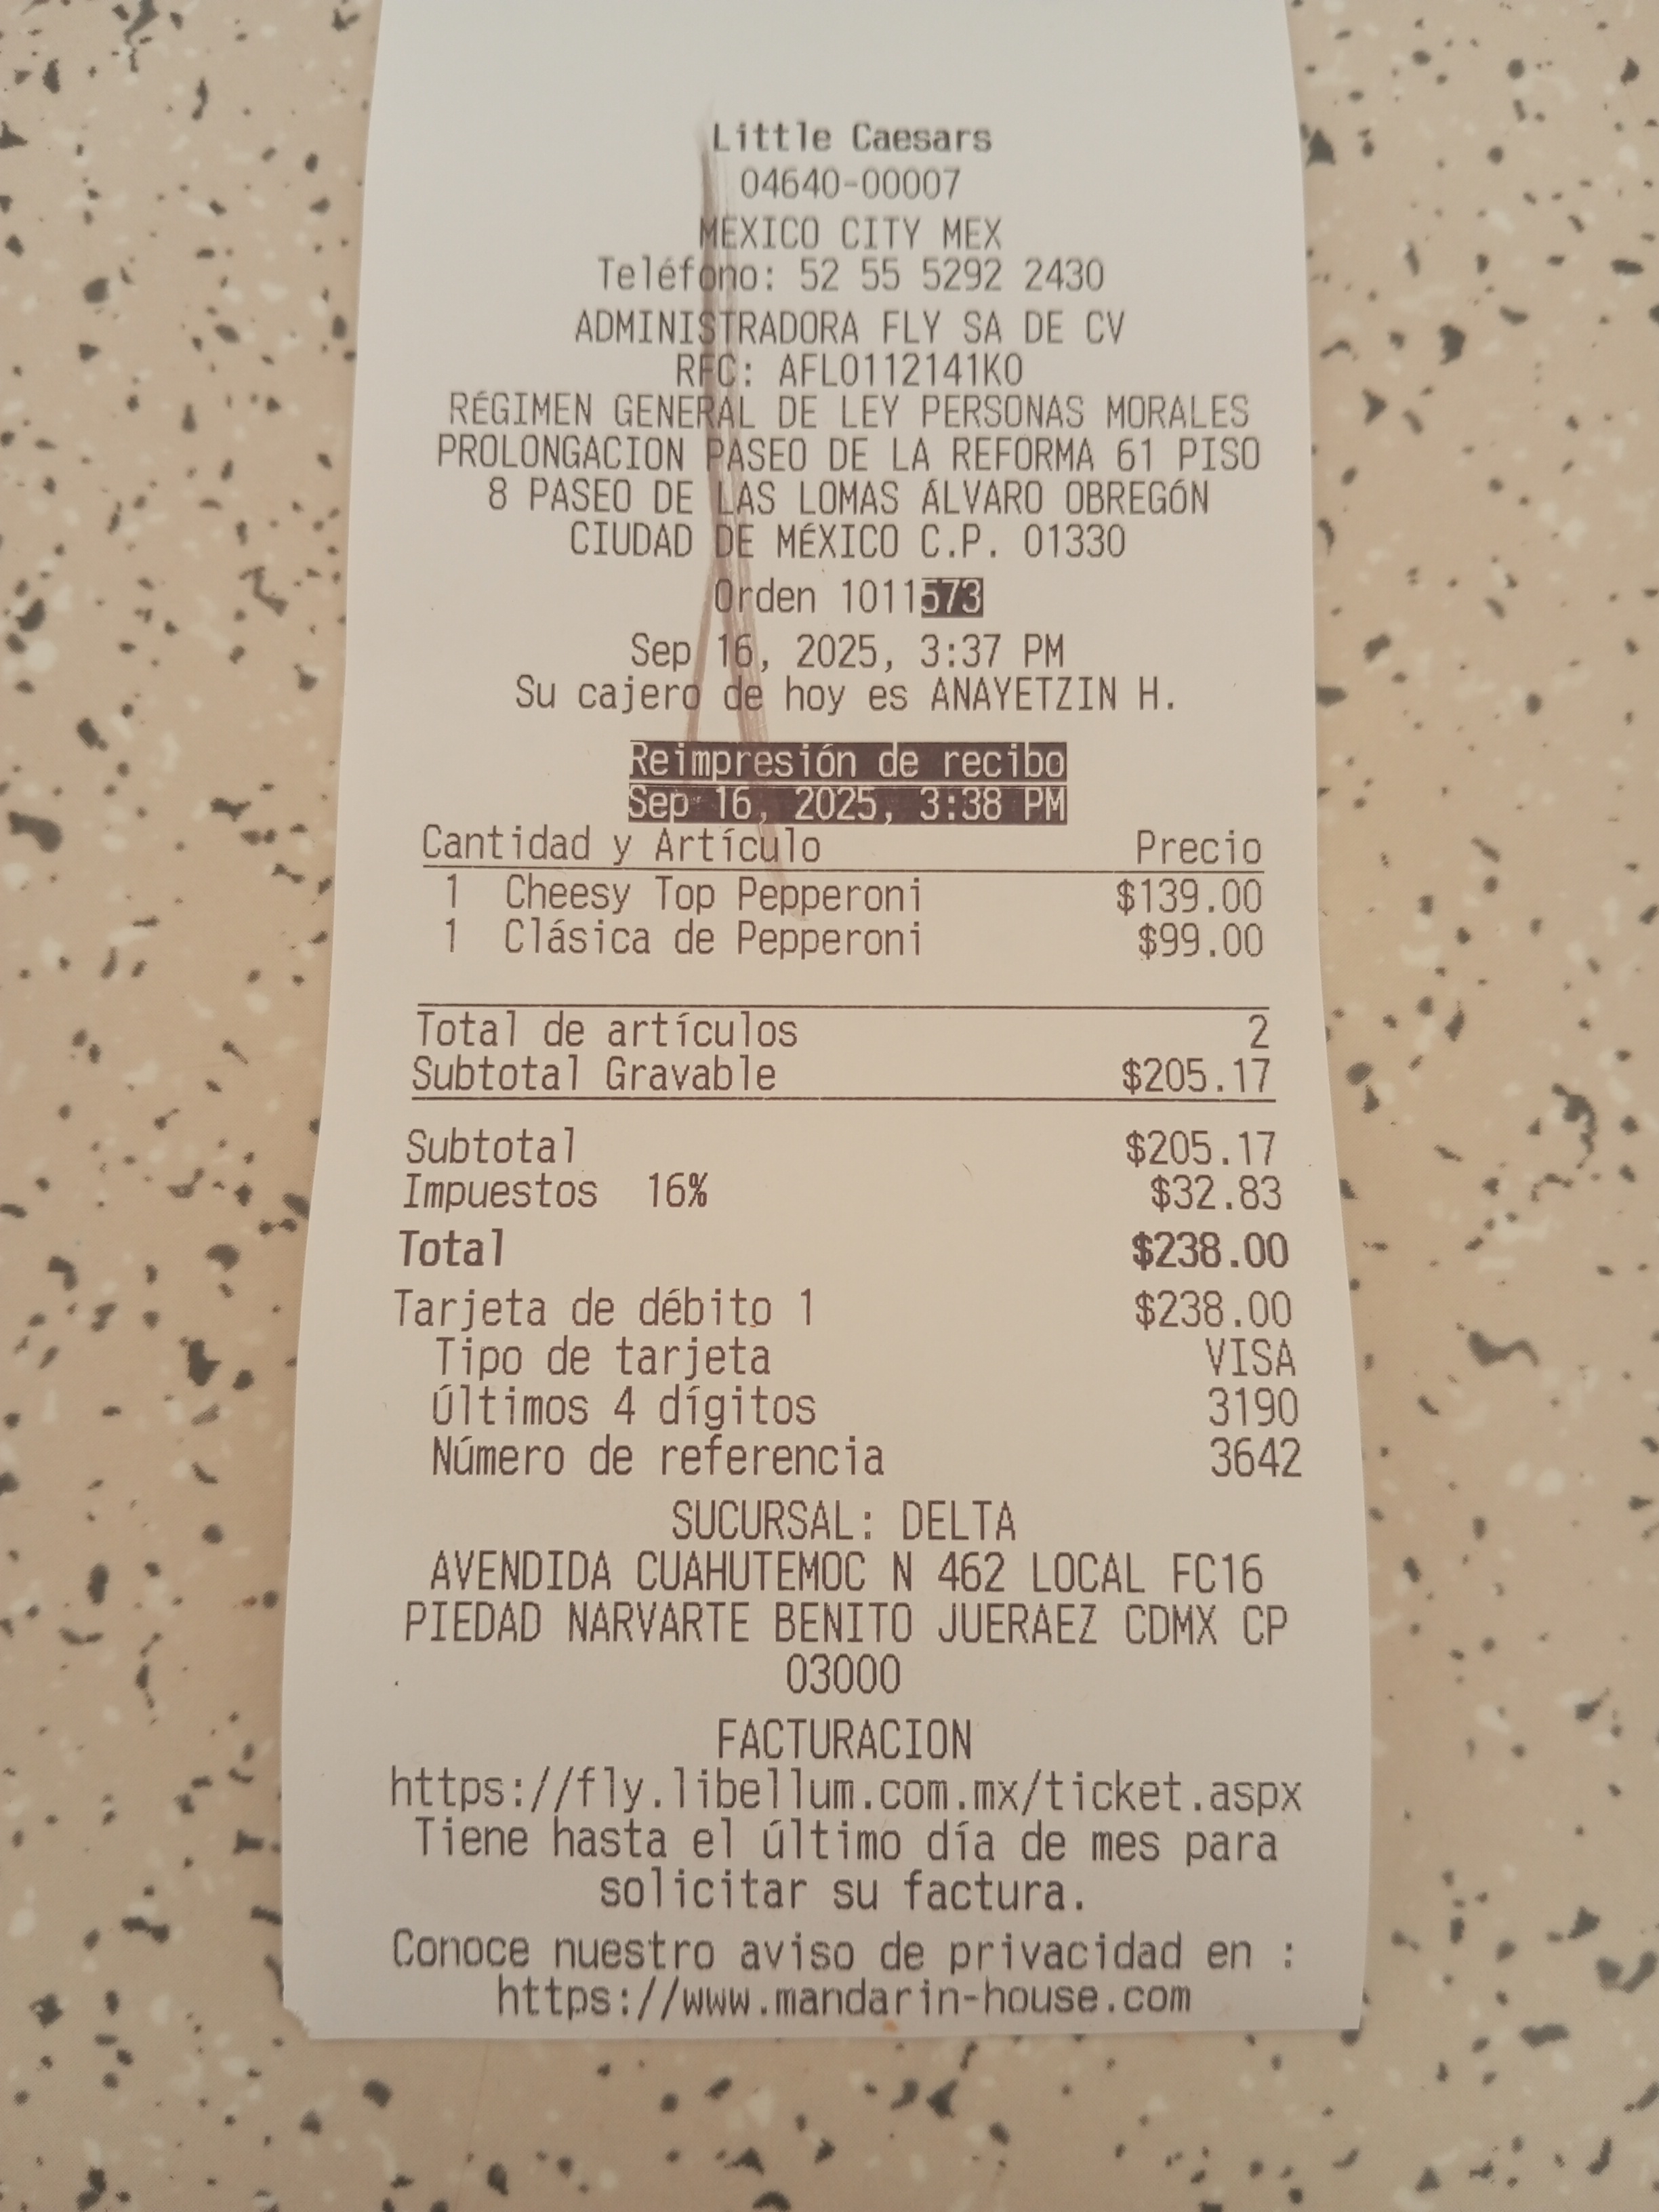 Little Caesars
04640-00007
MEXICO CITY MEX
Teléfono: 52 55 5292 2430
ADMINISTRADORA FLY SA DE CV
RFC: AFL0112141K0
RÉGIMEN GENERAL DE LEY PERSONAS MORALES
PROLONGACION PASEO DE LA REFORMA 61 PISO
8 PASEO DE LAS LOMAS ÁLVARO OBREGÓN
CIUDAD DE MÉXICO C.P. 01330
Orden 1011573
Sep 16, 2025, 3:37 PM
Su cajero de hoy es ANAYETZIN H.
Reimpresión de recibo
Sep 16, 2025, 3:38 PM
Cantidad y Artículo Precio
1 Cheesy Top Pepperoni $139.00
1 Clásica de Pepperoni $99.00
Total de artículos 2
Subtotal Gravable $205.17
Subtotal $205.17
Impuestos 16% $32.83
Total $238.00
Tarjeta de débito 1 $238.00
Tipo de tarjeta VISA
Últimos 4 dígitos 3190
Número de referencia 3642
SUCURSAL: DELTA
AVENDIDA CUAHUTEMOC N 462 LOCAL FC16
PIEDAD NARVARTE BENITO JUERAEZ CDMX CP
03000
FACTURACION
https://fly.libellum.com.mx/ticket.aspx
Tiene hasta el último día de mes para
solicitar su factura.
Conoce nuestro aviso de privacidad en :
https://www.mandarin-house.com